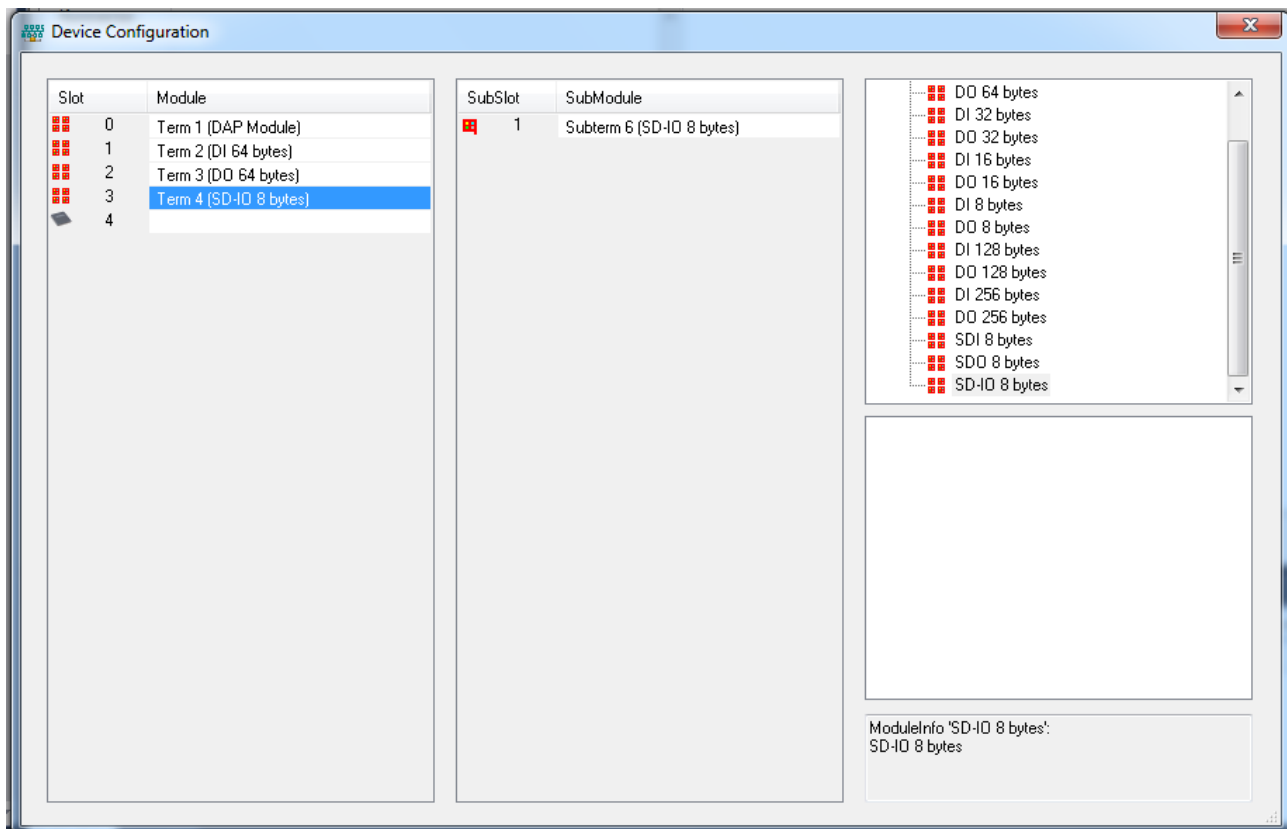 Device Configuration
Slot Module
0 Term 1 (DAP Module)
1 Term 2 (DI 64 bytes)
2 Term 3 (DO 64 bytes)
3 Term 4 (SD-IO 8 bytes)
4
SubSlot SubModule
1 Subterm 6 (SD-IO 8 bytes)
DO 64 bytes
DI 32 bytes
DO 32 bytes
DI 16 bytes
DO 16 bytes
DI 8 bytes
DO 8 bytes
DI 128 bytes
DO 128 bytes
DI 256 bytes
DO 256 bytes
SDI 8 bytes
SDO 8 bytes
SD-IO 8 bytes
ModuleInfo 'SD-IO 8 bytes':
SD-IO 8 bytes